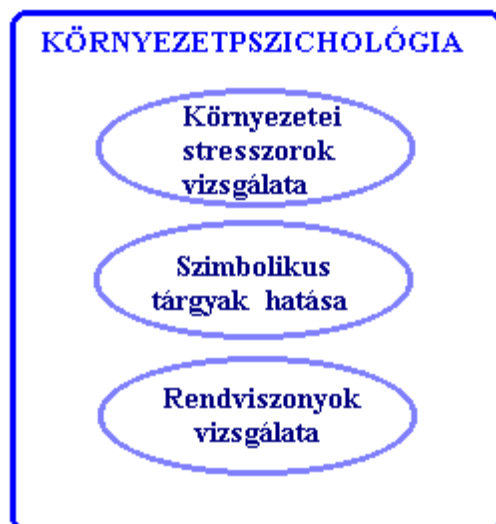 KÖRNYEZETPSZICHOLÓGIA
Környezetei
stresszorok
vizsgálata
Szimbolikus
tárgyak hatása
Rendviszonyok
vizsgálata